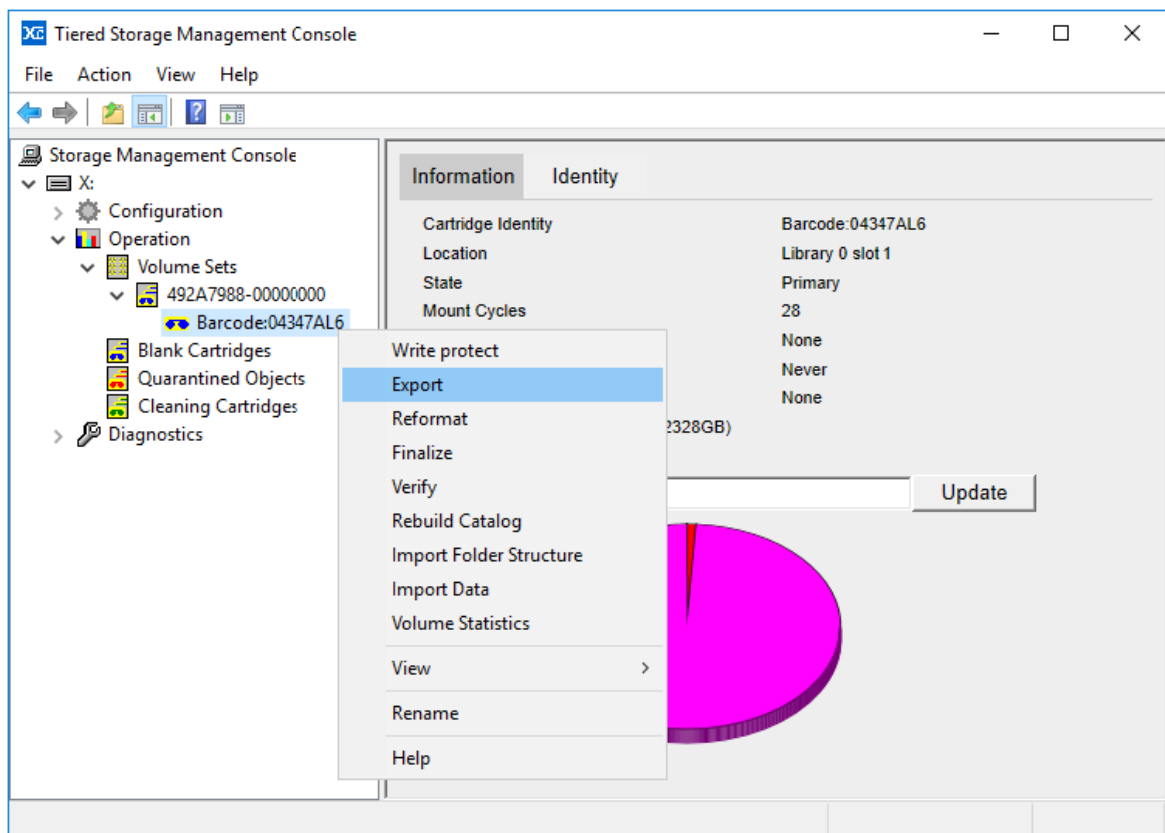 XC Tiered Storage Management Console
File Action View Help
Storage Management Console
X:
Configuration
Operation
Volume Sets
492A7988-00000000
Barcode:04347AL6
Blank Cartridges
Quarantined Objects
Cleaning Cartridges
Diagnostics
Information Identity
Cartridge Identity Barcode:04347AL6
Location Library 0 slot 1
State Primary
Mount Cycles 28
None
Never
None
2328GB)
Update
Write protect
Export
Reformat
Finalize
Verify
Rebuild Catalog
Import Folder Structure
Import Data
Volume Statistics
View
Rename
Help